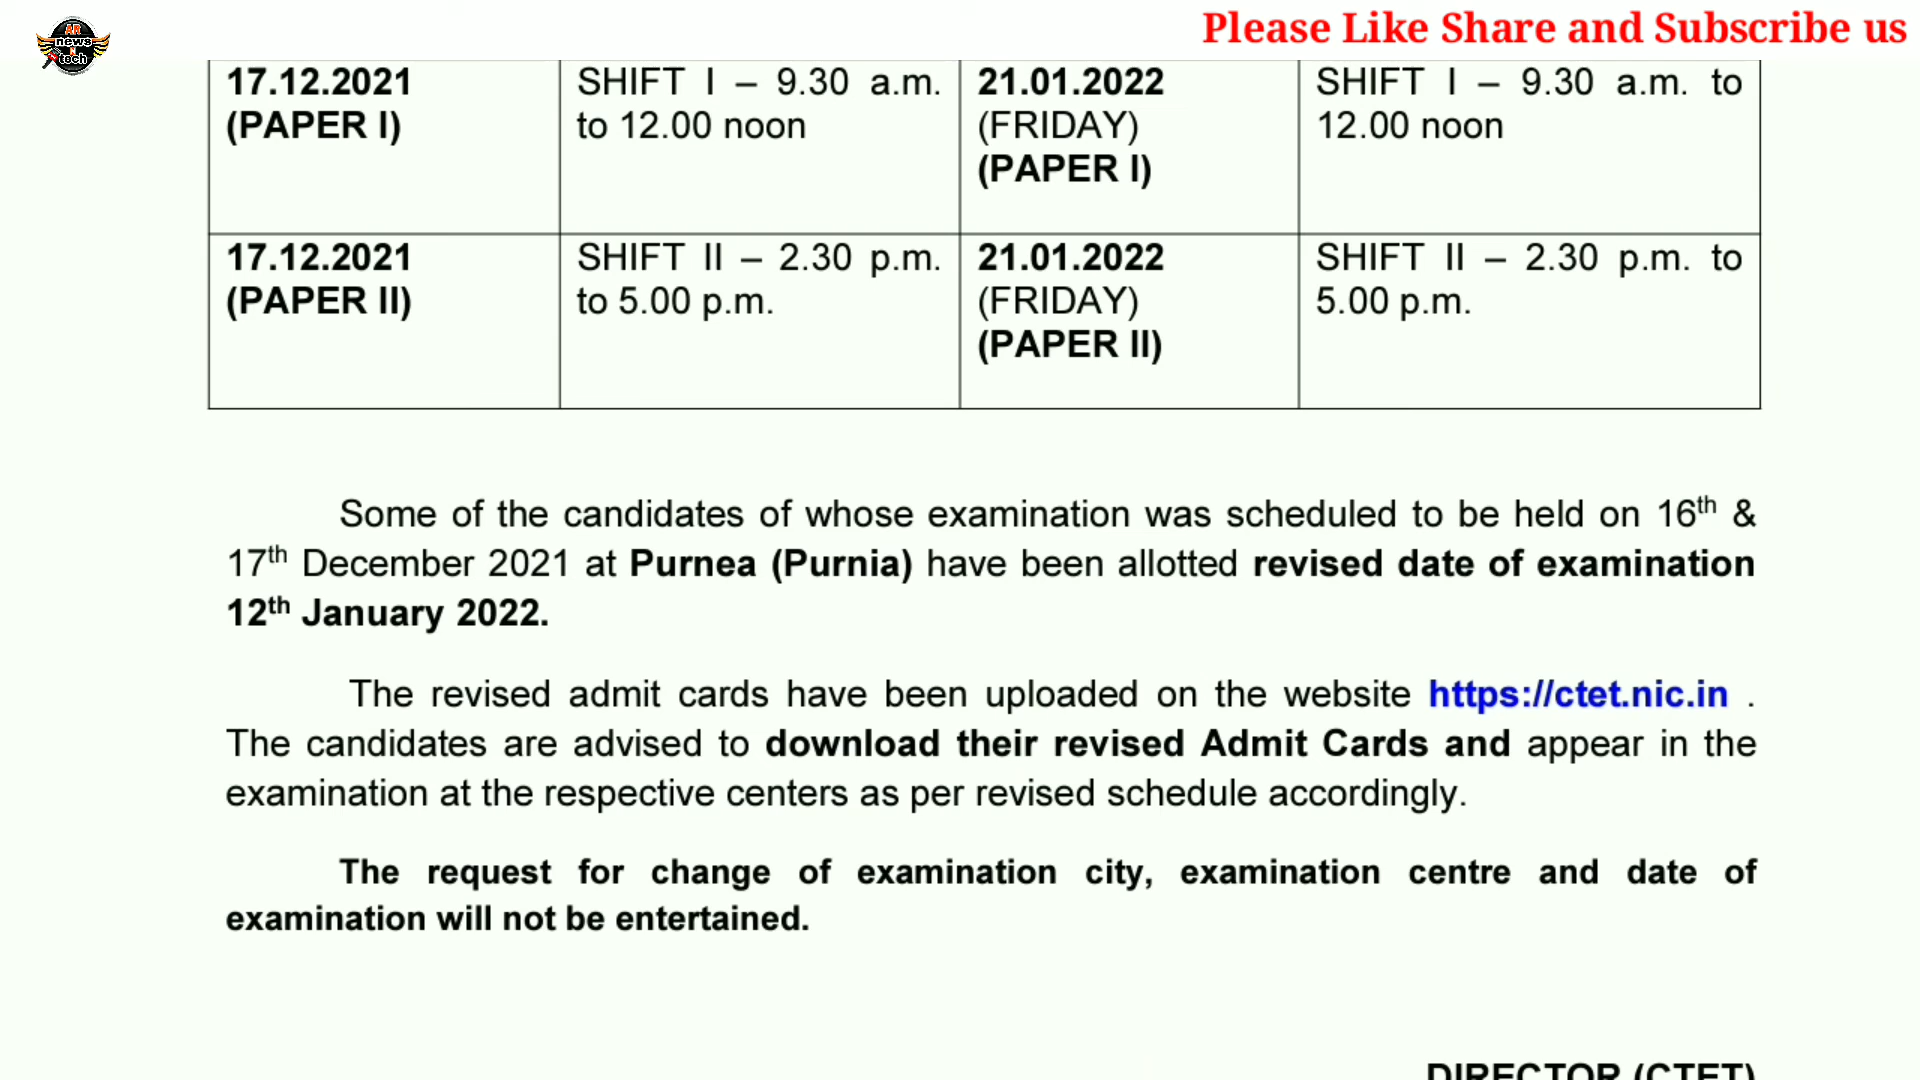 AR
news
N
tech
Please Like Share and Subscribe us
17.12.2021 SHIFT I – 9.30 a.m. 21.01.2022 SHIFT I – 9.30 a.m. to
(PAPER I) to 12.00 noon (FRIDAY) 12.00 noon
(PAPER I)
17.12.2021 SHIFT II – 2.30 p.m. 21.01.2022 SHIFT II – 2.30 p.m. to
(PAPER II) to 5.00 p.m. (FRIDAY) 5.00 p.m.
(PAPER II)
Some of the candidates of whose examination was scheduled to be held on 16th &
17th December 2021 at Purnea (Purnia) have been allotted revised date of examination
12th January 2022.
The revised admit cards have been uploaded on the website https://ctet.nic.in .
The candidates are advised to download their revised Admit Cards and appear in the
examination at the respective centers as per revised schedule accordingly.
The request for change of examination city, examination centre and date of
examination will not be entertained.
DIRECTOR (CTET)